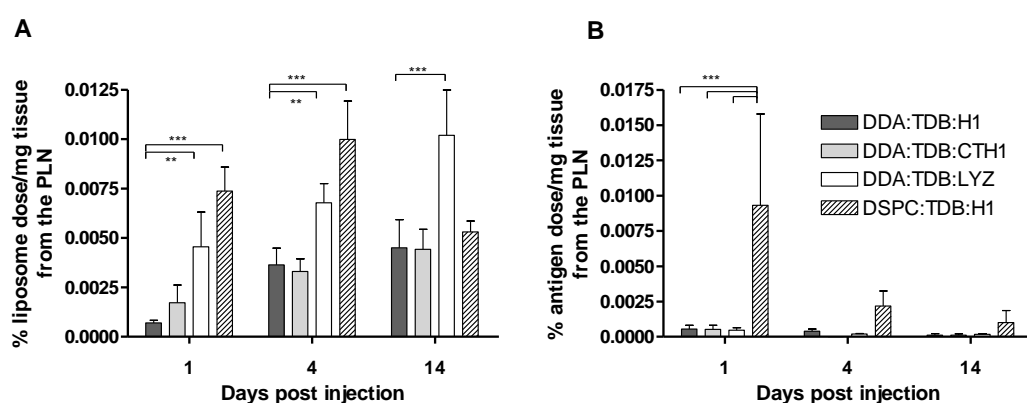 A
B
% liposome dose/mg tissue
from the PLN
0.0125
0.0100
0.0075
0.0050
0.0025
0.0000
***
**
***
**
***
1
4
14
Days post injection
% antigen dose/mg tissue
from the PLN
0.0175
0.0150
0.0125
0.0100
0.0075
0.0050
0.0025
0.0000
***
DDA:TDB:H1
DDA:TDB:CTH1
DDA:TDB:LYZ
DSPC:TDB:H1
1
4
14
Days post injection